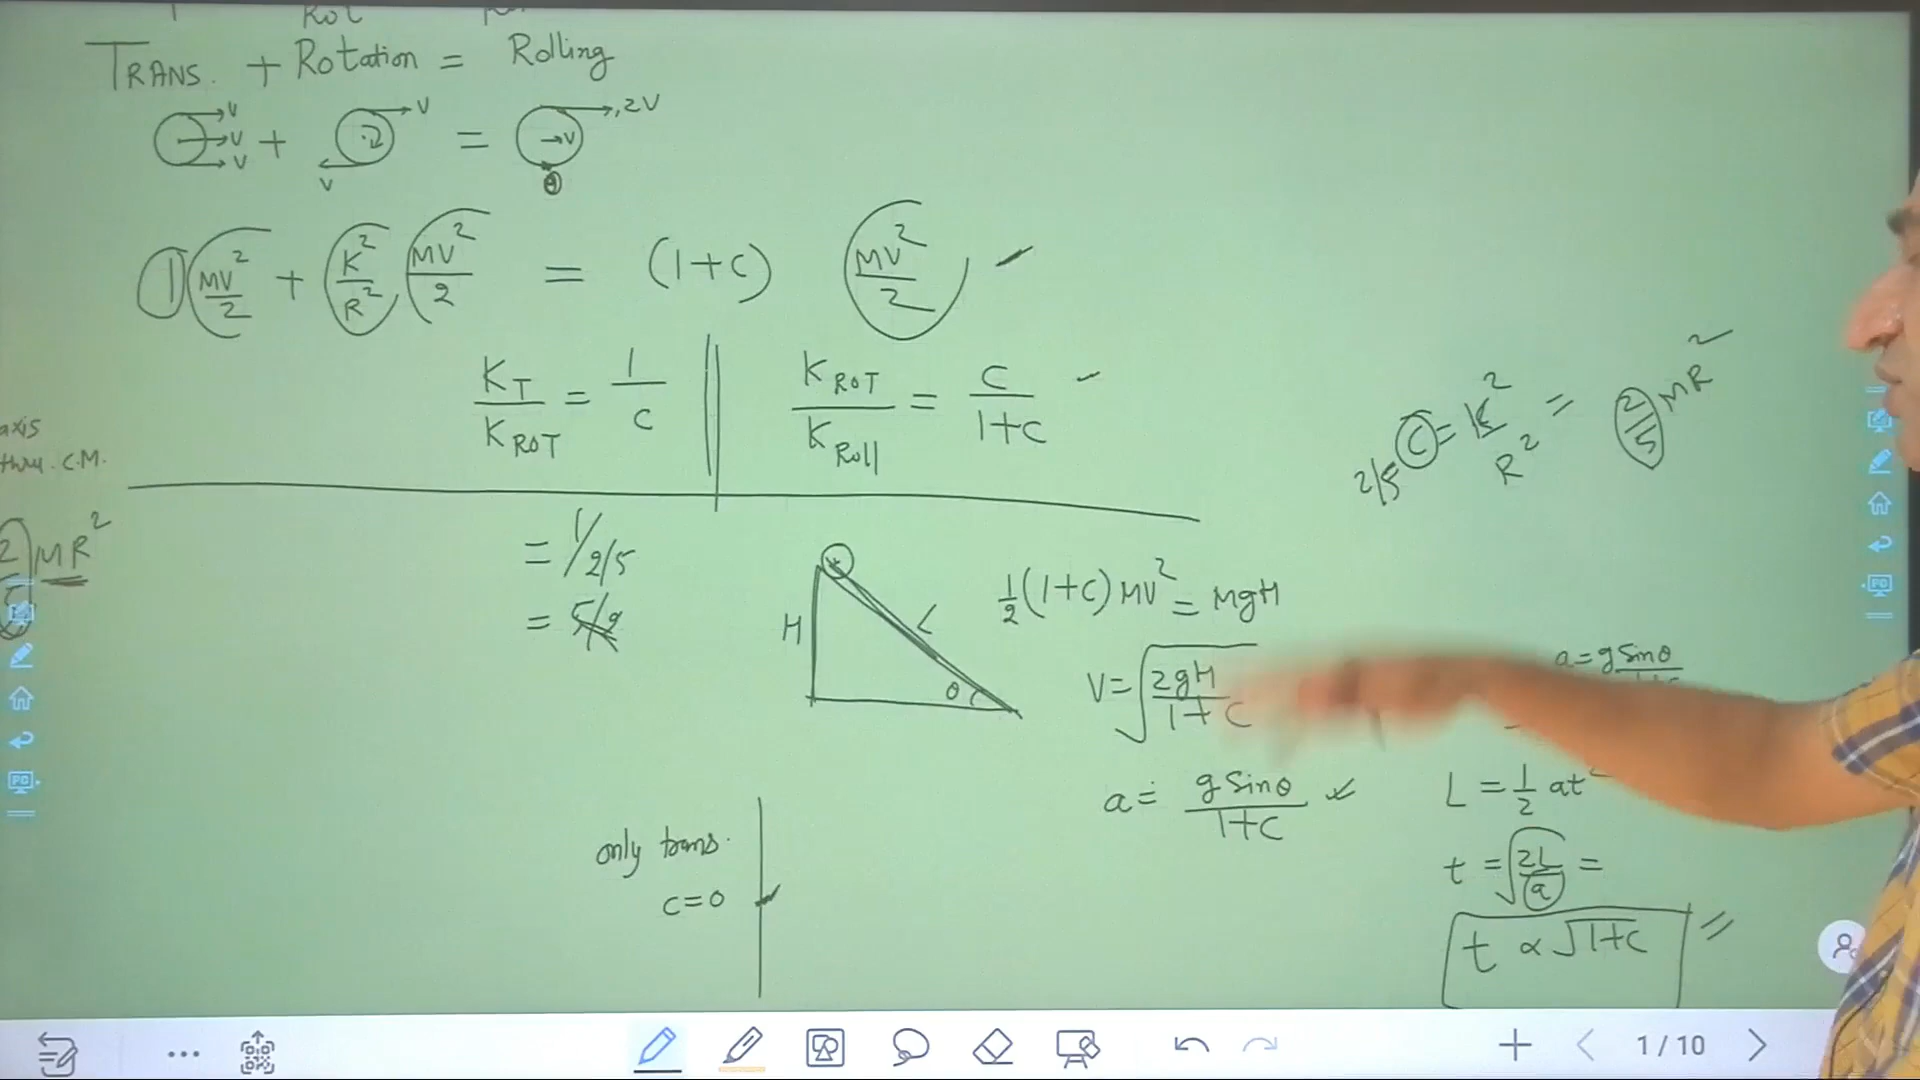 TRANS. + Rotation = Rolling
V V V + V V = 2V V
① MV²/2 + K²/R² MV²/2 = (1+C) MV²/2
K_T/K_ROT = 1/C
K_ROT/K_Roll = C/1+C
2/5 C = K²/R² = 2/5 MR²
axis
thru. C.M.
MR²
= 1/2/5
= 5/2
H L θ
½(1+C)MV² = MgH
V = √2gH/1+C
a = g Sinθ
a = g Sinθ/1+C
L = ½ at²
t = √2L/a =
t ∝ √1+C
only trans.
C=0
1 / 10